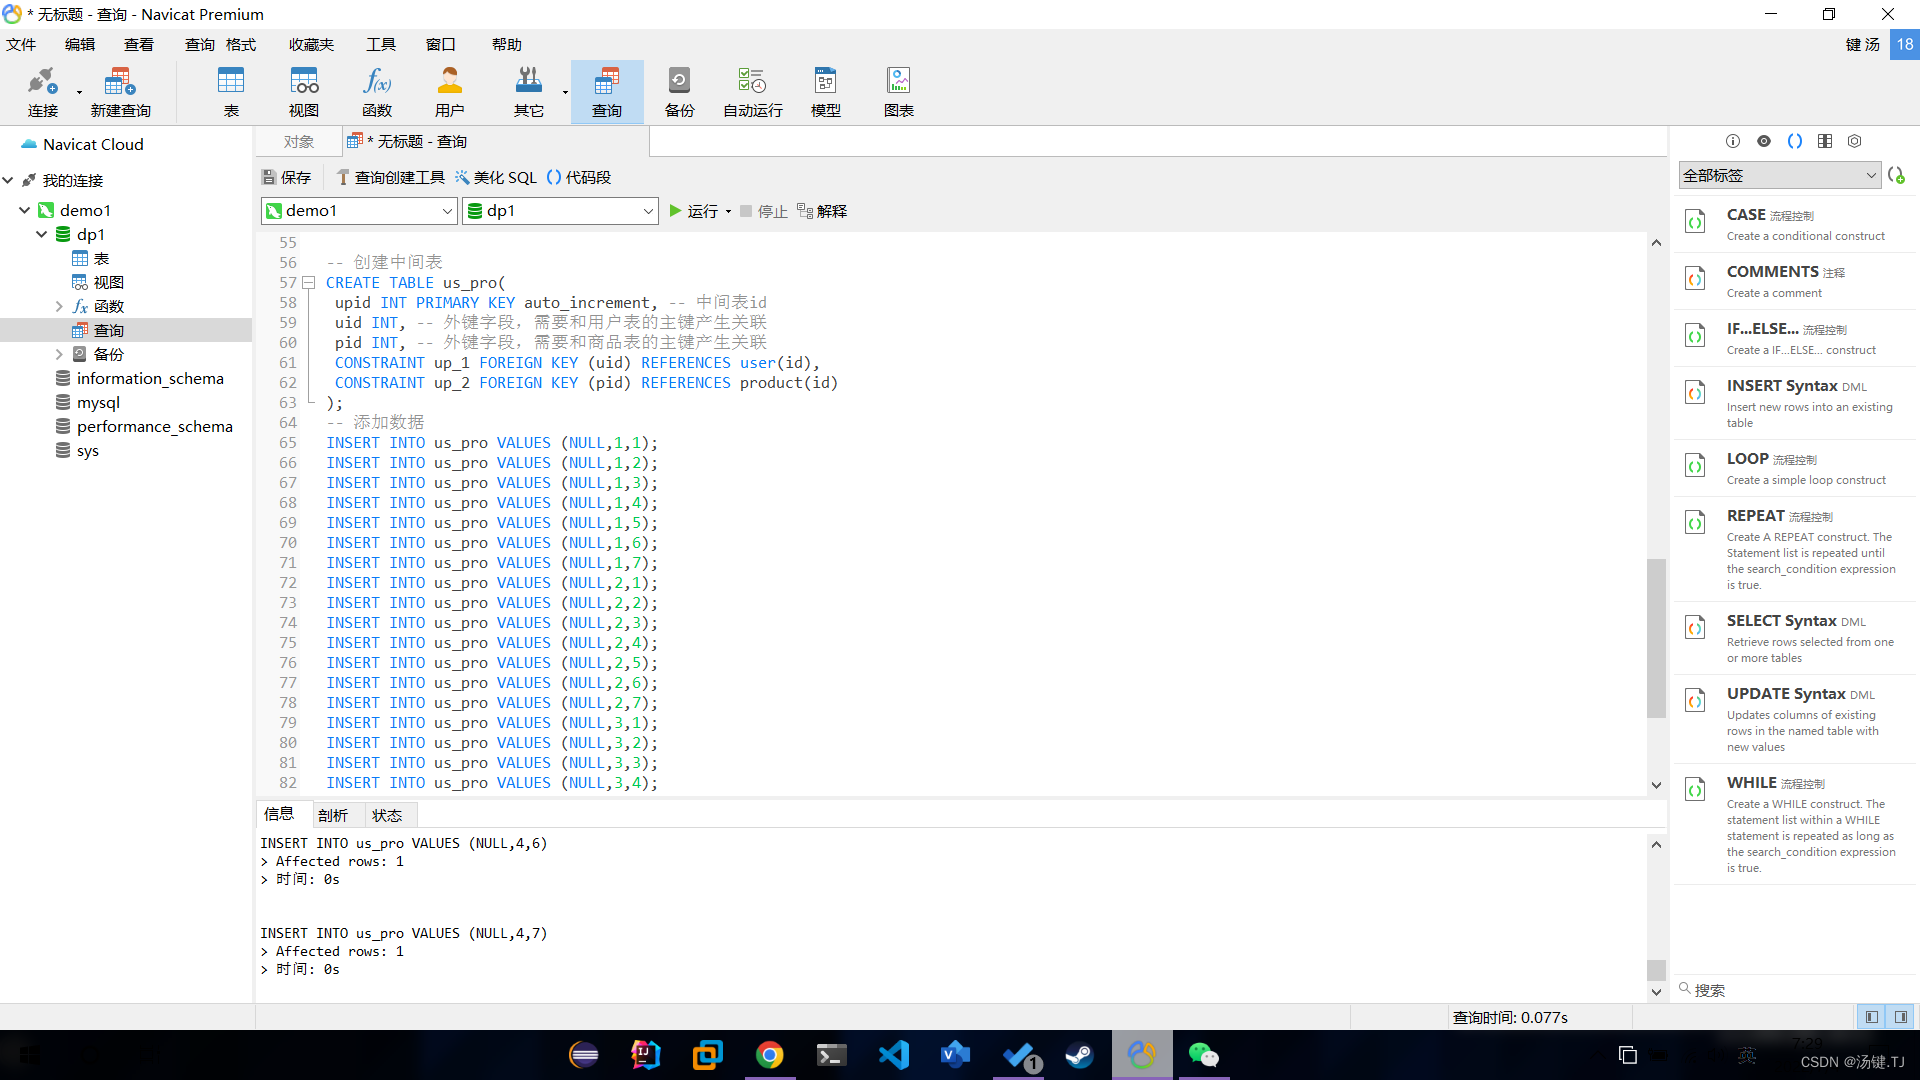 * 无标题 - 查询 - Navicat Premium
文件 编辑 查看 查询 格式 收藏夹 工具 窗口 帮助 键 汤 18
连接 新建查询 表 视图 函数 用户 其它 查询 备份 自动运行 模型 图表
Navicat Cloud
我的连接
demo1
dp1
表
视图
函数
查询
备份
information_schema
mysql
performance_schema
sys
对象 * 无标题 - 查询
保存 查询创建工具 美化 SQL 代码段
demo1 dp1 运行 停止 解释
55
56 -- 创建中间表
57 CREATE TABLE us_pro(
58 upid INT PRIMARY KEY auto_increment, -- 中间表id
59 uid INT, -- 外键字段，需要和用户表的主键产生关联
60 pid INT, -- 外键字段，需要和商品表的主键产生关联
61 CONSTRAINT up_1 FOREIGN KEY (uid) REFERENCES user(id),
62 CONSTRAINT up_2 FOREIGN KEY (pid) REFERENCES product(id)
63 );
64 -- 添加数据
65 INSERT INTO us_pro VALUES (NULL,1,1);
66 INSERT INTO us_pro VALUES (NULL,1,2);
67 INSERT INTO us_pro VALUES (NULL,1,3);
68 INSERT INTO us_pro VALUES (NULL,1,4);
69 INSERT INTO us_pro VALUES (NULL,1,5);
70 INSERT INTO us_pro VALUES (NULL,1,6);
71 INSERT INTO us_pro VALUES (NULL,1,7);
72 INSERT INTO us_pro VALUES (NULL,2,1);
73 INSERT INTO us_pro VALUES (NULL,2,2);
74 INSERT INTO us_pro VALUES (NULL,2,3);
75 INSERT INTO us_pro VALUES (NULL,2,4);
76 INSERT INTO us_pro VALUES (NULL,2,5);
77 INSERT INTO us_pro VALUES (NULL,2,6);
78 INSERT INTO us_pro VALUES (NULL,2,7);
79 INSERT INTO us_pro VALUES (NULL,3,1);
80 INSERT INTO us_pro VALUES (NULL,3,2);
81 INSERT INTO us_pro VALUES (NULL,3,3);
82 INSERT INTO us_pro VALUES (NULL,3,4);
信息 剖析 状态
INSERT INTO us_pro VALUES (NULL,4,6)
> Affected rows: 1
> 时间: 0s
INSERT INTO us_pro VALUES (NULL,4,7)
> Affected rows: 1
> 时间: 0s
全部标签
CASE 流程控制
Create a conditional construct
COMMENTS 注释
Create a comment
IF...ELSE... 流程控制
Create a IF...ELSE... construct
INSERT Syntax DML
Insert new rows into an existing
table
LOOP 流程控制
Create a simple loop construct
REPEAT 流程控制
Create A REPEAT construct. The
Statement list is repeated until
the search_condition expression
is true.
SELECT Syntax DML
Retrieve rows selected from one
or more tables
UPDATE Syntax DML
Updates columns of existing
rows in the named table with
new values
WHILE 流程控制
Create a WHILE construct. The
statement list within a WHILE
statement is repeated as long as
the search_condition expression
is true.
搜索
查询时间: 0.077s
1
英
7:29
CSDN @汤键.TJ